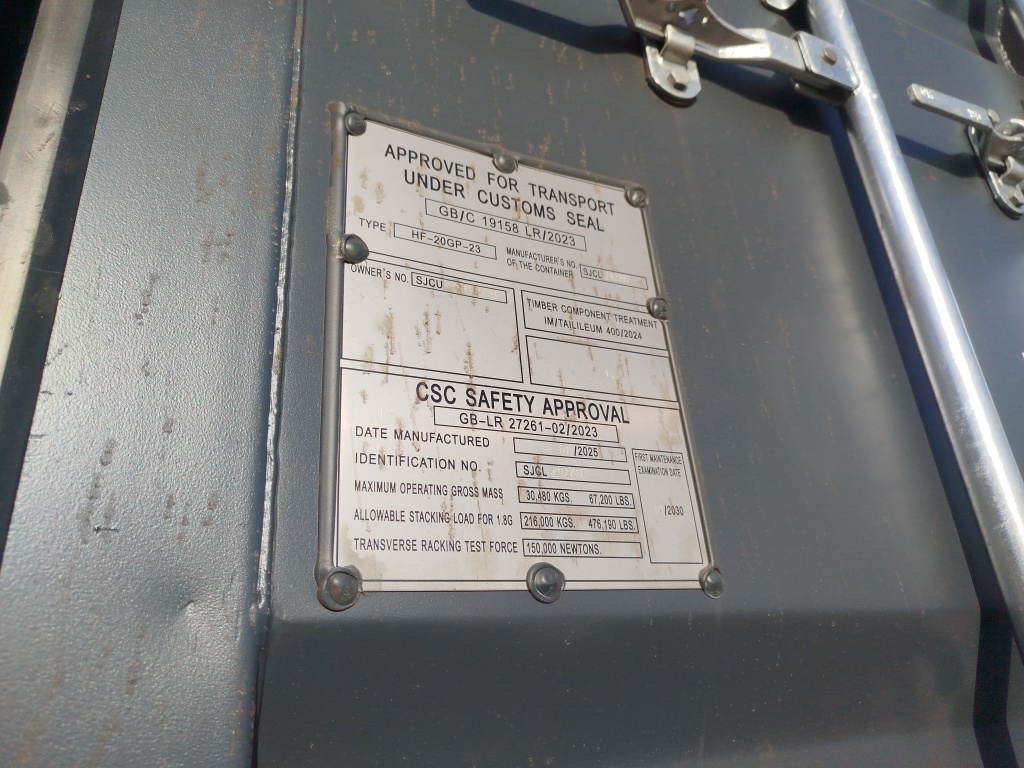 APPROVED FOR TRANSPORT
UNDER CUSTOMS SEAL
GB/C 19158 LR/2023
TYPE HF-20GP-23
MANUFACTURER'S NO.
OF THE CONTAINER SJCL
OWNER'S NO. SJCU
TIMBER COMPONENT TREATMENT
IM/TAILILEUM 400/2024
CSC SAFETY APPROVAL
GB-LR 27261-02/2023
DATE MANUFACTURED /2025
IDENTIFICATION NO. SJCL
MAXIMUM OPERATING GROSS MASS 30,480 KGS. 67,200 LBS.
ALLOWABLE STACKING LOAD FOR 1.8G 216,000 KGS. 476,190 LBS.
TRANSVERSE RACKING TEST FORCE 150,000 NEWTONS.
FIRST MAINTENANCE
EXAMINATION DATE
/2030